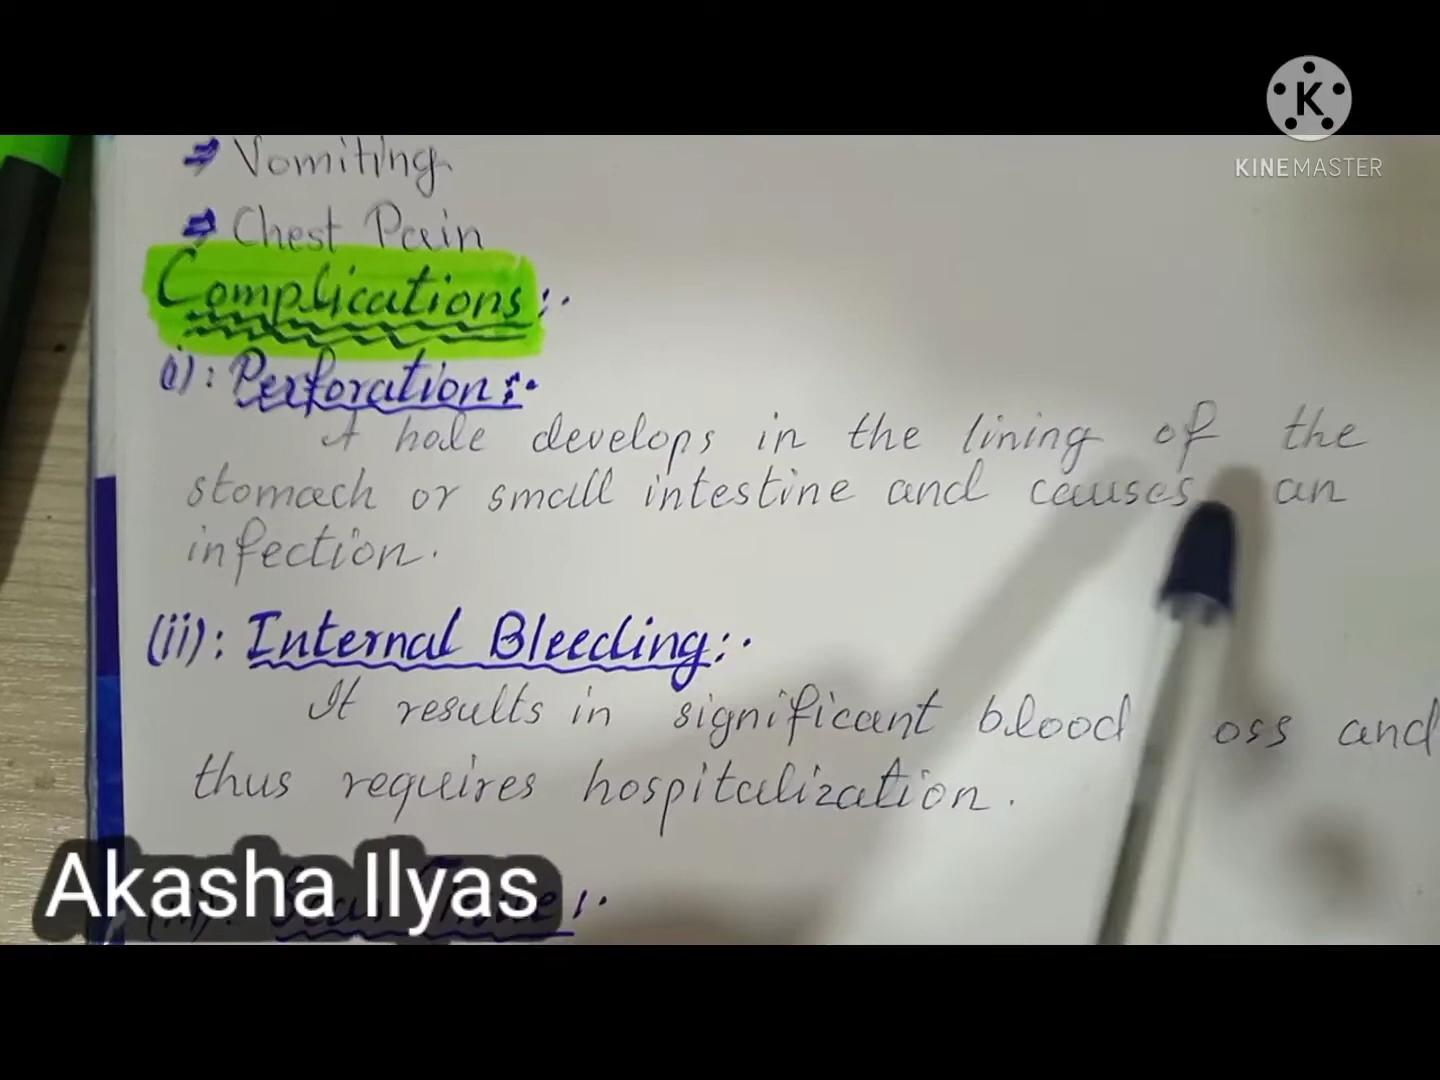 KINEMASTER
⇒ Vomiting
⇒ Chest Pain
Complications:.
(i): Perforation:.
A hole develops in the lining of the
stomach or small intestine and causes an
infection.
(ii): Internal Bleeding:.
It results in significant blood oss and
thus requires hospitalization.
Akasha Ilyas